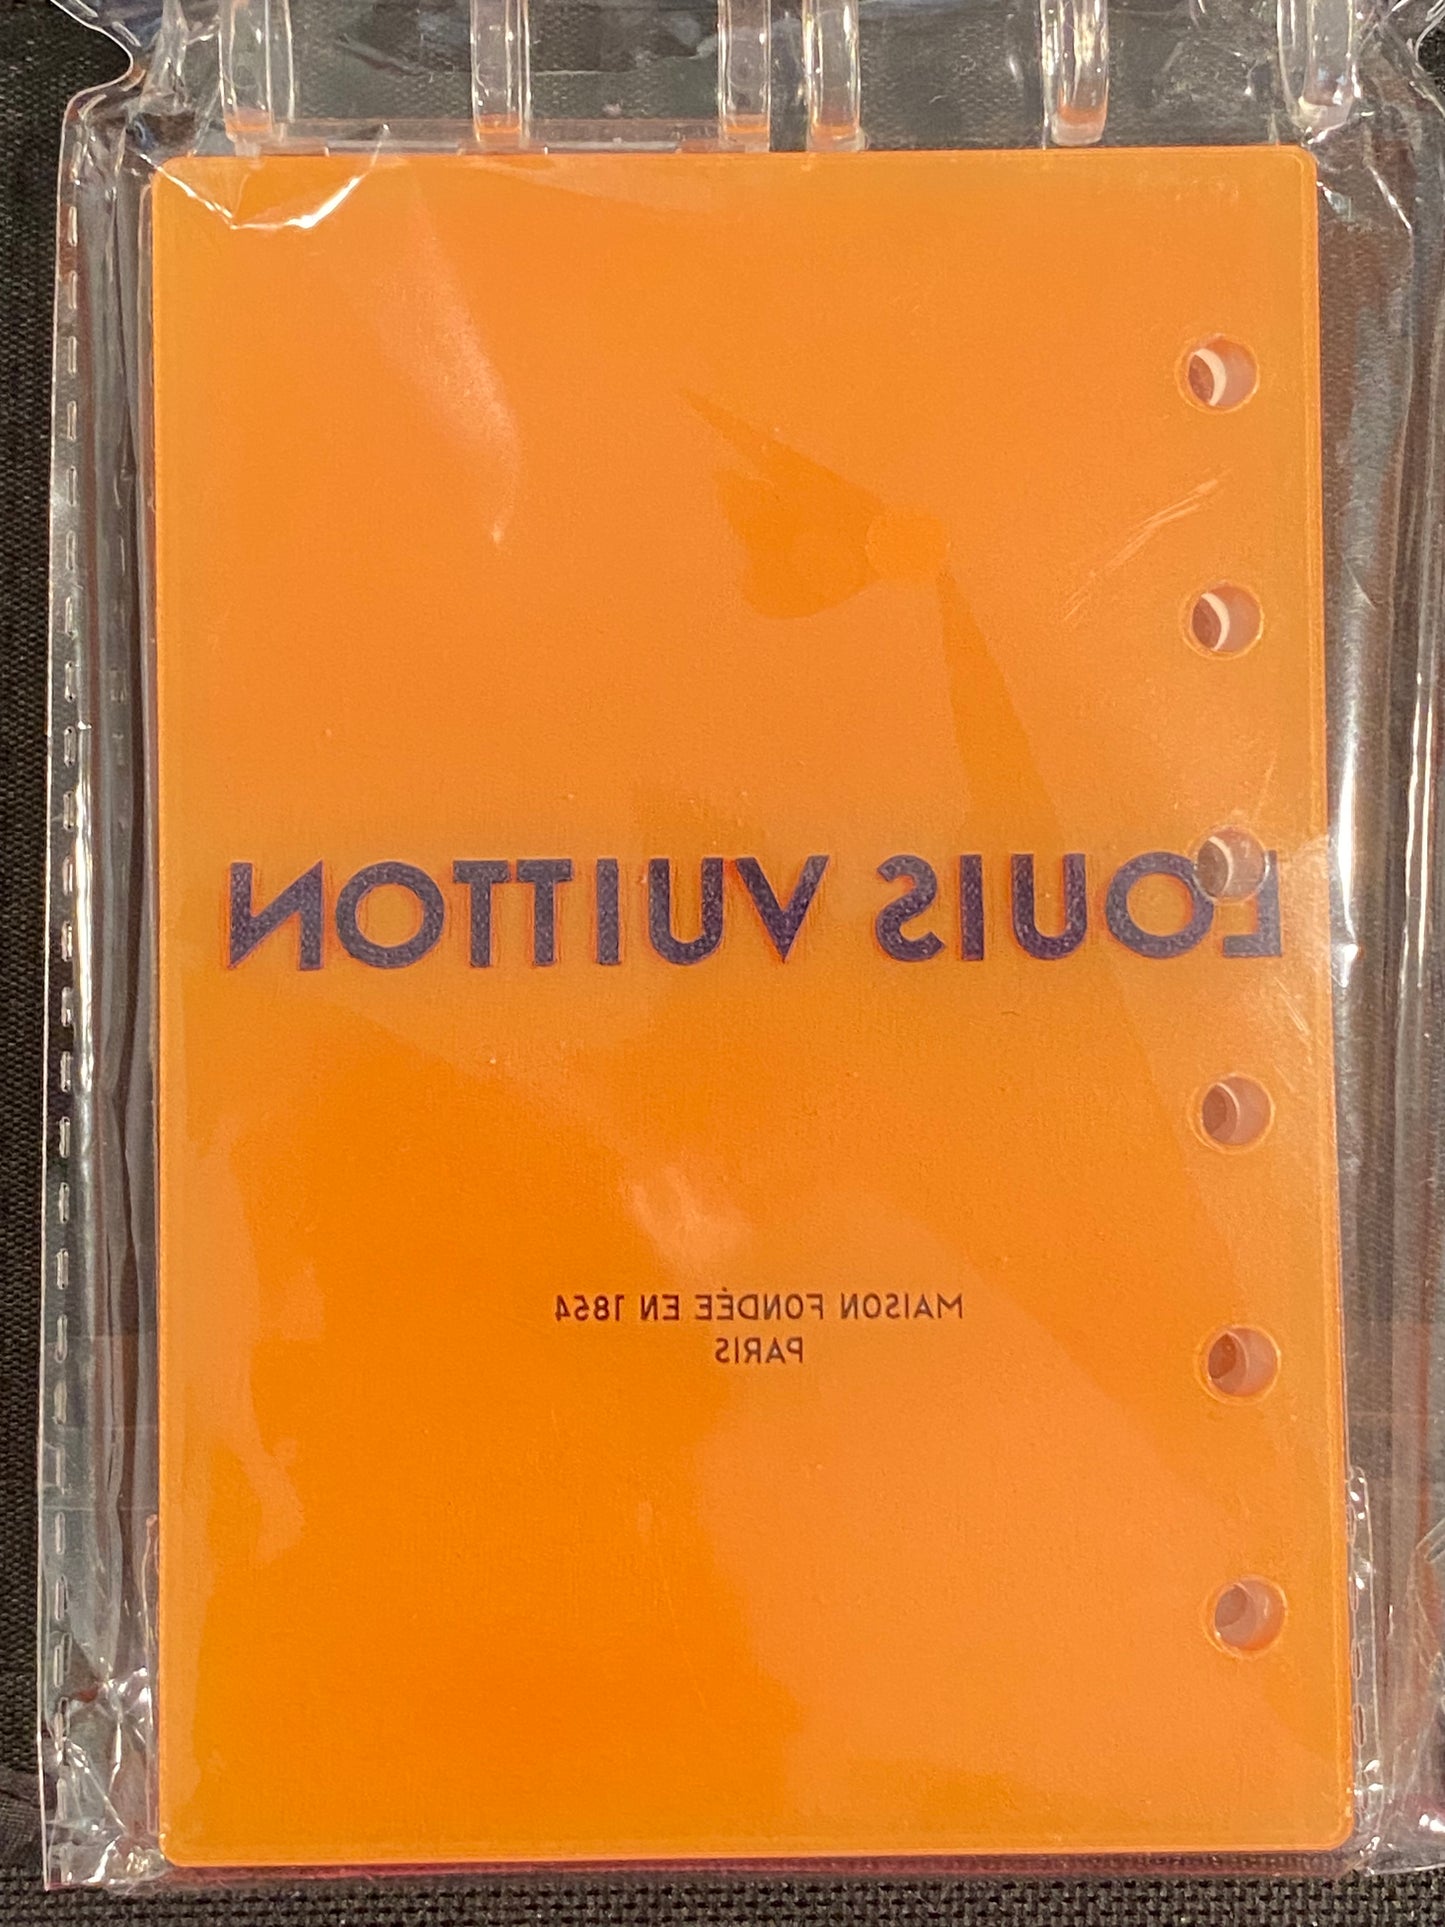 LOUIS VUITTON
MAISON FONDÉE EN 1854
PARIS